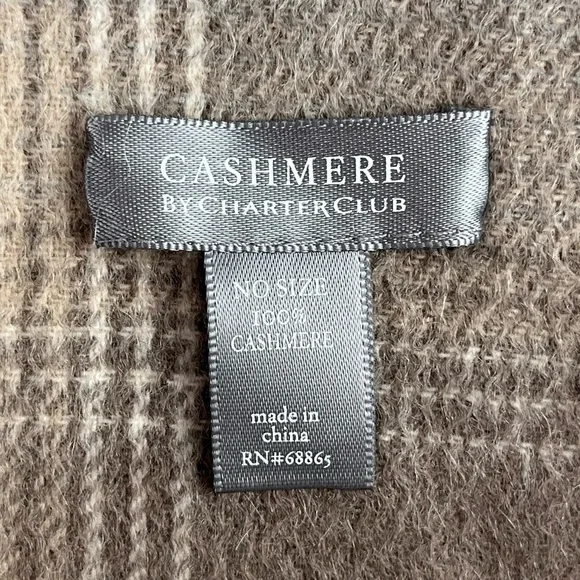 CASHMERE
BY CHARTER CLUB
NO SIZE
100%
CASHMERE
made in
china
RN#68865